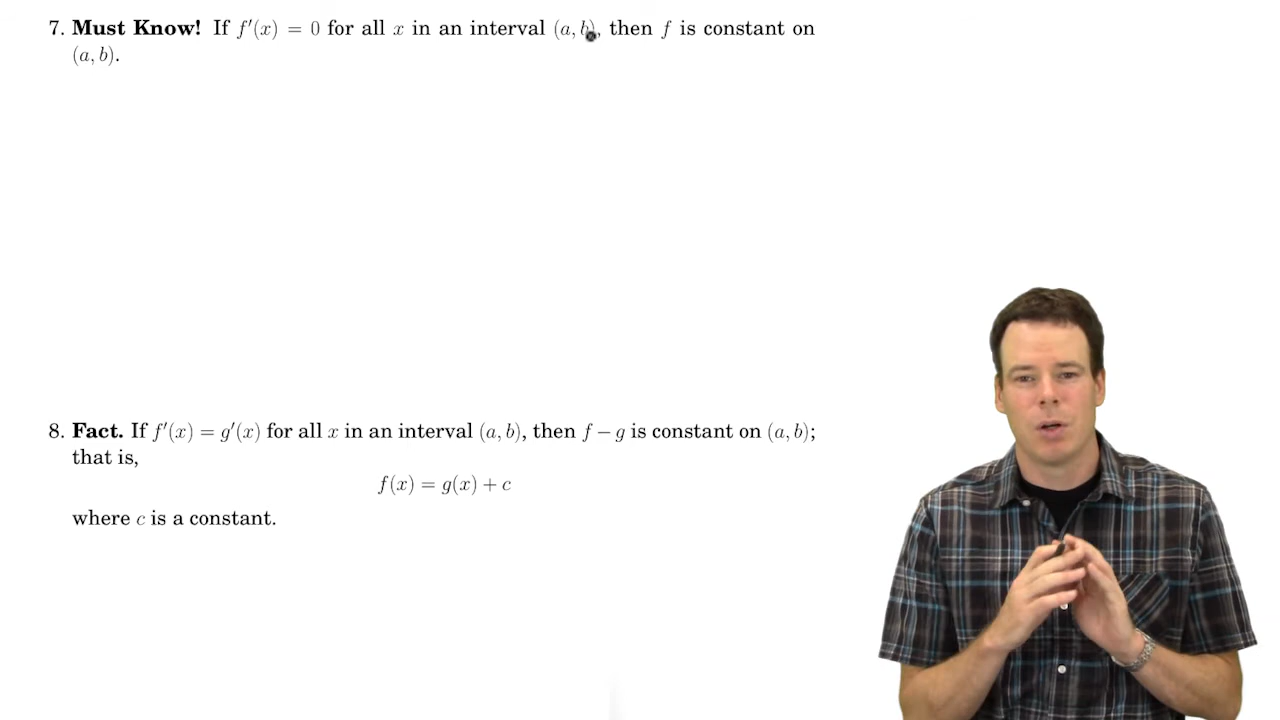 7. Must Know! If f′(x) = 0 for all x in an interval (a, b), then f is constant on
(a, b).
8. Fact. If f′(x) = g′(x) for all x in an interval (a, b), then f − g is constant on (a, b);
that is,
f(x) = g(x) + c
where c is a constant.